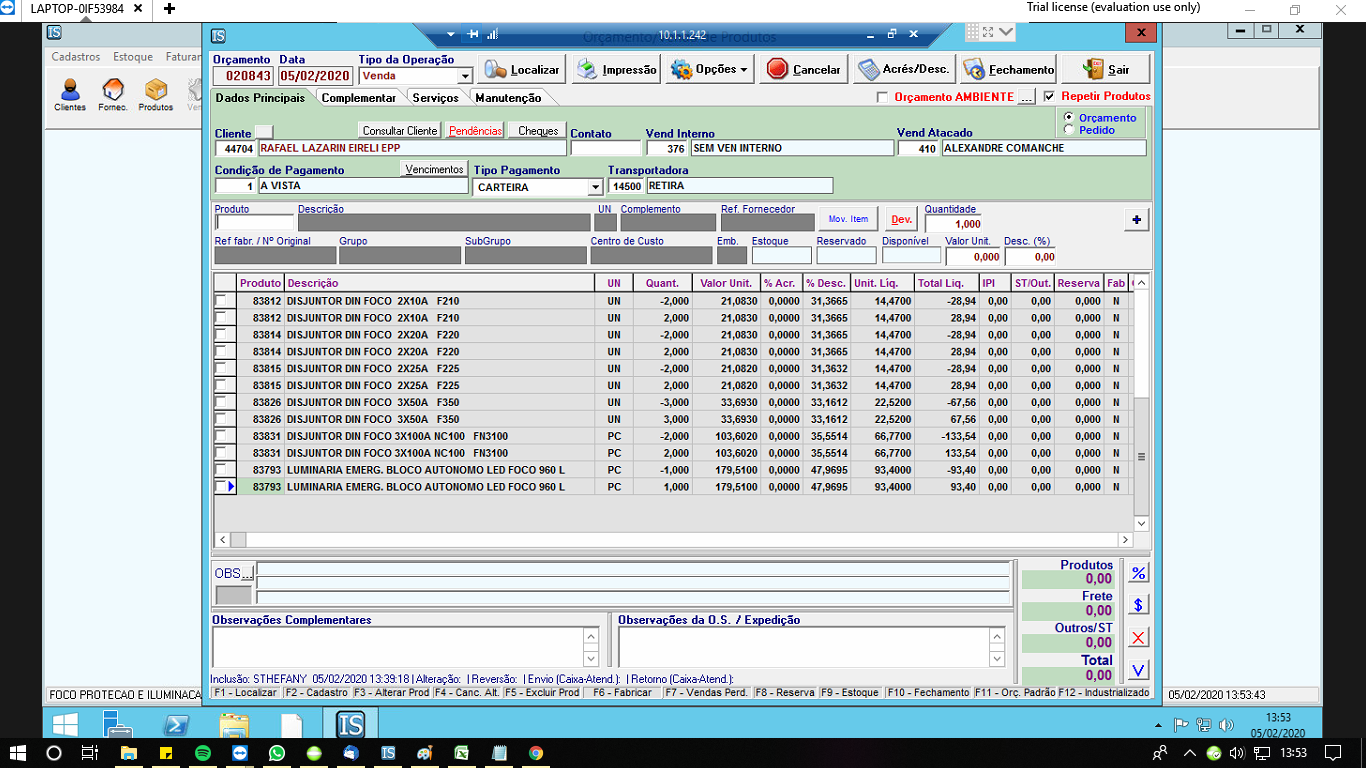 LAPTOP-0IF53984
Trial license (evaluation use only)
10.1.1.242
Cadastros Estoque Faturar
Clientes Fornec. Produtos
Orçamento Data Tipo da Operação
020843 05/02/2020 Venda
Localizar Impressão Opções Cancelar Acrés/Desc. Fechamento Sair
Dados Principais Complementar Serviços Manutenção
Orçamento AMBIENTE ... Repetir Produtos
Orçamento
Pedido
Cliente Consultar Cliente Pendências Cheques Contato Vend Interno Vend Atacado
44704 RAFAEL LAZARIN EIRELI EPP 376 SEM VEN INTERNO 410 ALEXANDRE COMANCHE
Condição de Pagamento Vencimentos Tipo Pagamento Transportadora
1 A VISTA CARTEIRA 14500 RETIRA
Produto Descrição UN Complemento Ref. Fornecedor Mov. Item Dev. Quantidade
1,000 +
Ref fabr. / Nº Original Grupo SubGrupo Centro de Custo Emb. Estoque Reservado Disponível Valor Unit. Desc. (%)
0,000 0,00
Produto Descrição UN Quant. Valor Unit. % Acr. % Desc. Unit. Líq. Total Liq. IPI ST/Out. Reserva Fab
83812 DISJUNTOR DIN FOCO 2X10A F210 UN -2,000 21,0830 0,0000 31,3665 14,4700 -28,94 0,00 0,00 0,000 N
83812 DISJUNTOR DIN FOCO 2X10A F210 UN 2,000 21,0830 0,0000 31,3665 14,4700 28,94 0,00 0,00 0,000 N
83814 DISJUNTOR DIN FOCO 2X20A F220 UN -2,000 21,0830 0,0000 31,3665 14,4700 -28,94 0,00 0,00 0,000 N
83814 DISJUNTOR DIN FOCO 2X20A F220 UN 2,000 21,0830 0,0000 31,3665 14,4700 28,94 0,00 0,00 0,000 N
83815 DISJUNTOR DIN FOCO 2X25A F225 UN -2,000 21,0820 0,0000 31,3632 14,4700 -28,94 0,00 0,00 0,000 N
83815 DISJUNTOR DIN FOCO 2X25A F225 UN 2,000 21,0820 0,0000 31,3632 14,4700 28,94 0,00 0,00 0,000 N
83826 DISJUNTOR DIN FOCO 3X50A F350 UN -3,000 33,6930 0,0000 33,1612 22,5200 -67,56 0,00 0,00 0,000 N
83826 DISJUNTOR DIN FOCO 3X50A F350 UN 3,000 33,6930 0,0000 33,1612 22,5200 67,56 0,00 0,00 0,000 N
83831 DISJUNTOR DIN FOCO 3X100A NC100 FN3100 PC -2,000 103,6020 0,0000 35,5514 66,7700 -133,54 0,00 0,00 0,000 N
83831 DISJUNTOR DIN FOCO 3X100A NC100 FN3100 PC 2,000 103,6020 0,0000 35,5514 66,7700 133,54 0,00 0,00 0,000 N
83793 LUMINARIA EMERG. BLOCO AUTONOMO LED FOCO 960 L PC -1,000 179,5100 0,0000 47,9695 93,4000 -93,40 0,00 0,00 0,000 N
83793 LUMINARIA EMERG. BLOCO AUTONOMO LED FOCO 960 L PC 1,000 179,5100 0,0000 47,9695 93,4000 93,40 0,00 0,00 0,000 N
OBS ...
Produtos
0,00 %
Frete
0,00 $
Outros/ST
0,00
Total
0,00
Observações Complementares Observações da O.S. / Expedição
Inclusão: STHEFANY 05/02/2020 13:39:18 | Alteração: | Reversão: | Envio (Caixa-Atend.): | Retorno (Caixa-Atend.):
F1 - Localizar F2 - Cadastro F3 - Alterar Prod F4 - Canc. Alt. F5 - Excluir Prod F6 - Fabricar F7 - Vendas Perd. F8 - Reserva F9 - Estoque F10 - Fechamento F11 - Orç. Padrão F12 - Industrializado
FOCO PROTECAO E ILUMINACA 05/02/2020 13:53:43
IS
13:53
05/02/2020
13:53